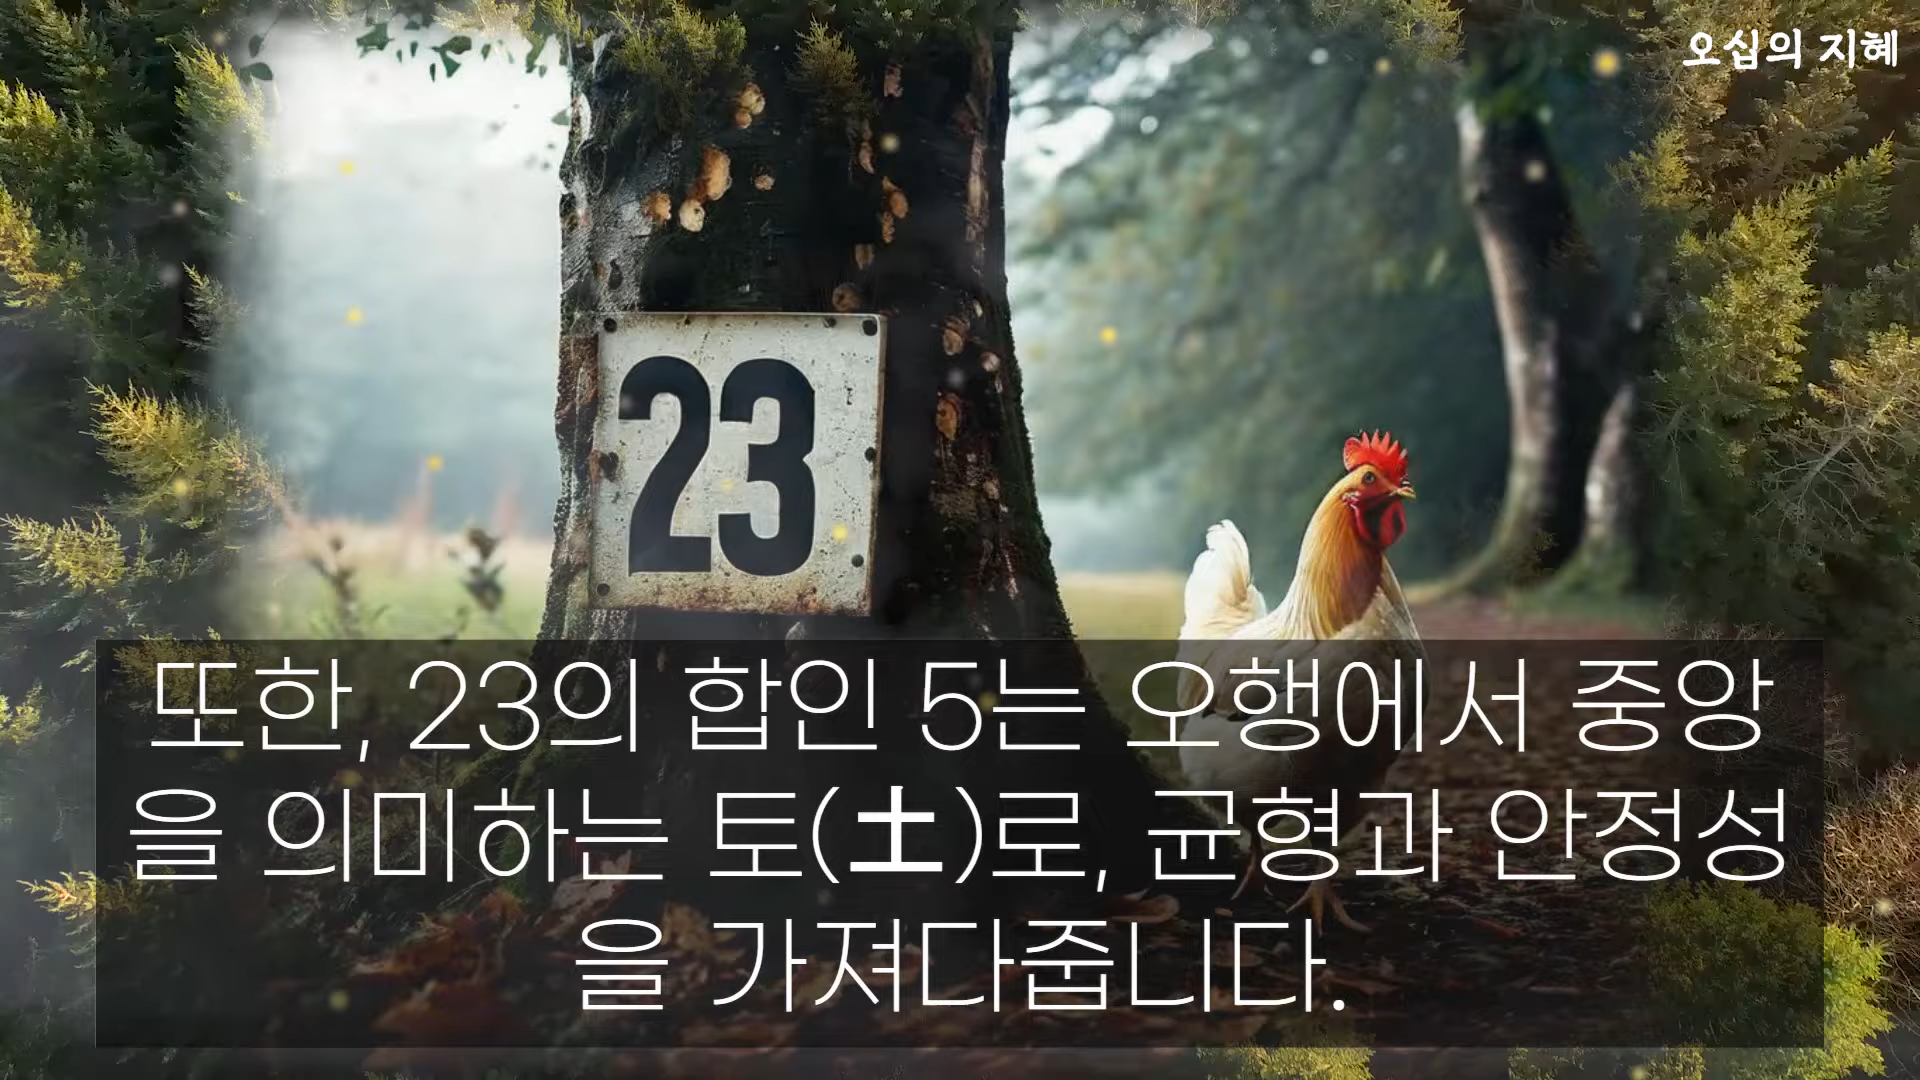 오십의 지혜
23
또한, 23의 합인 5는 오행에서 중앙
을 의미하는 토(土)로, 균형과 안정성
을 가져다줍니다.